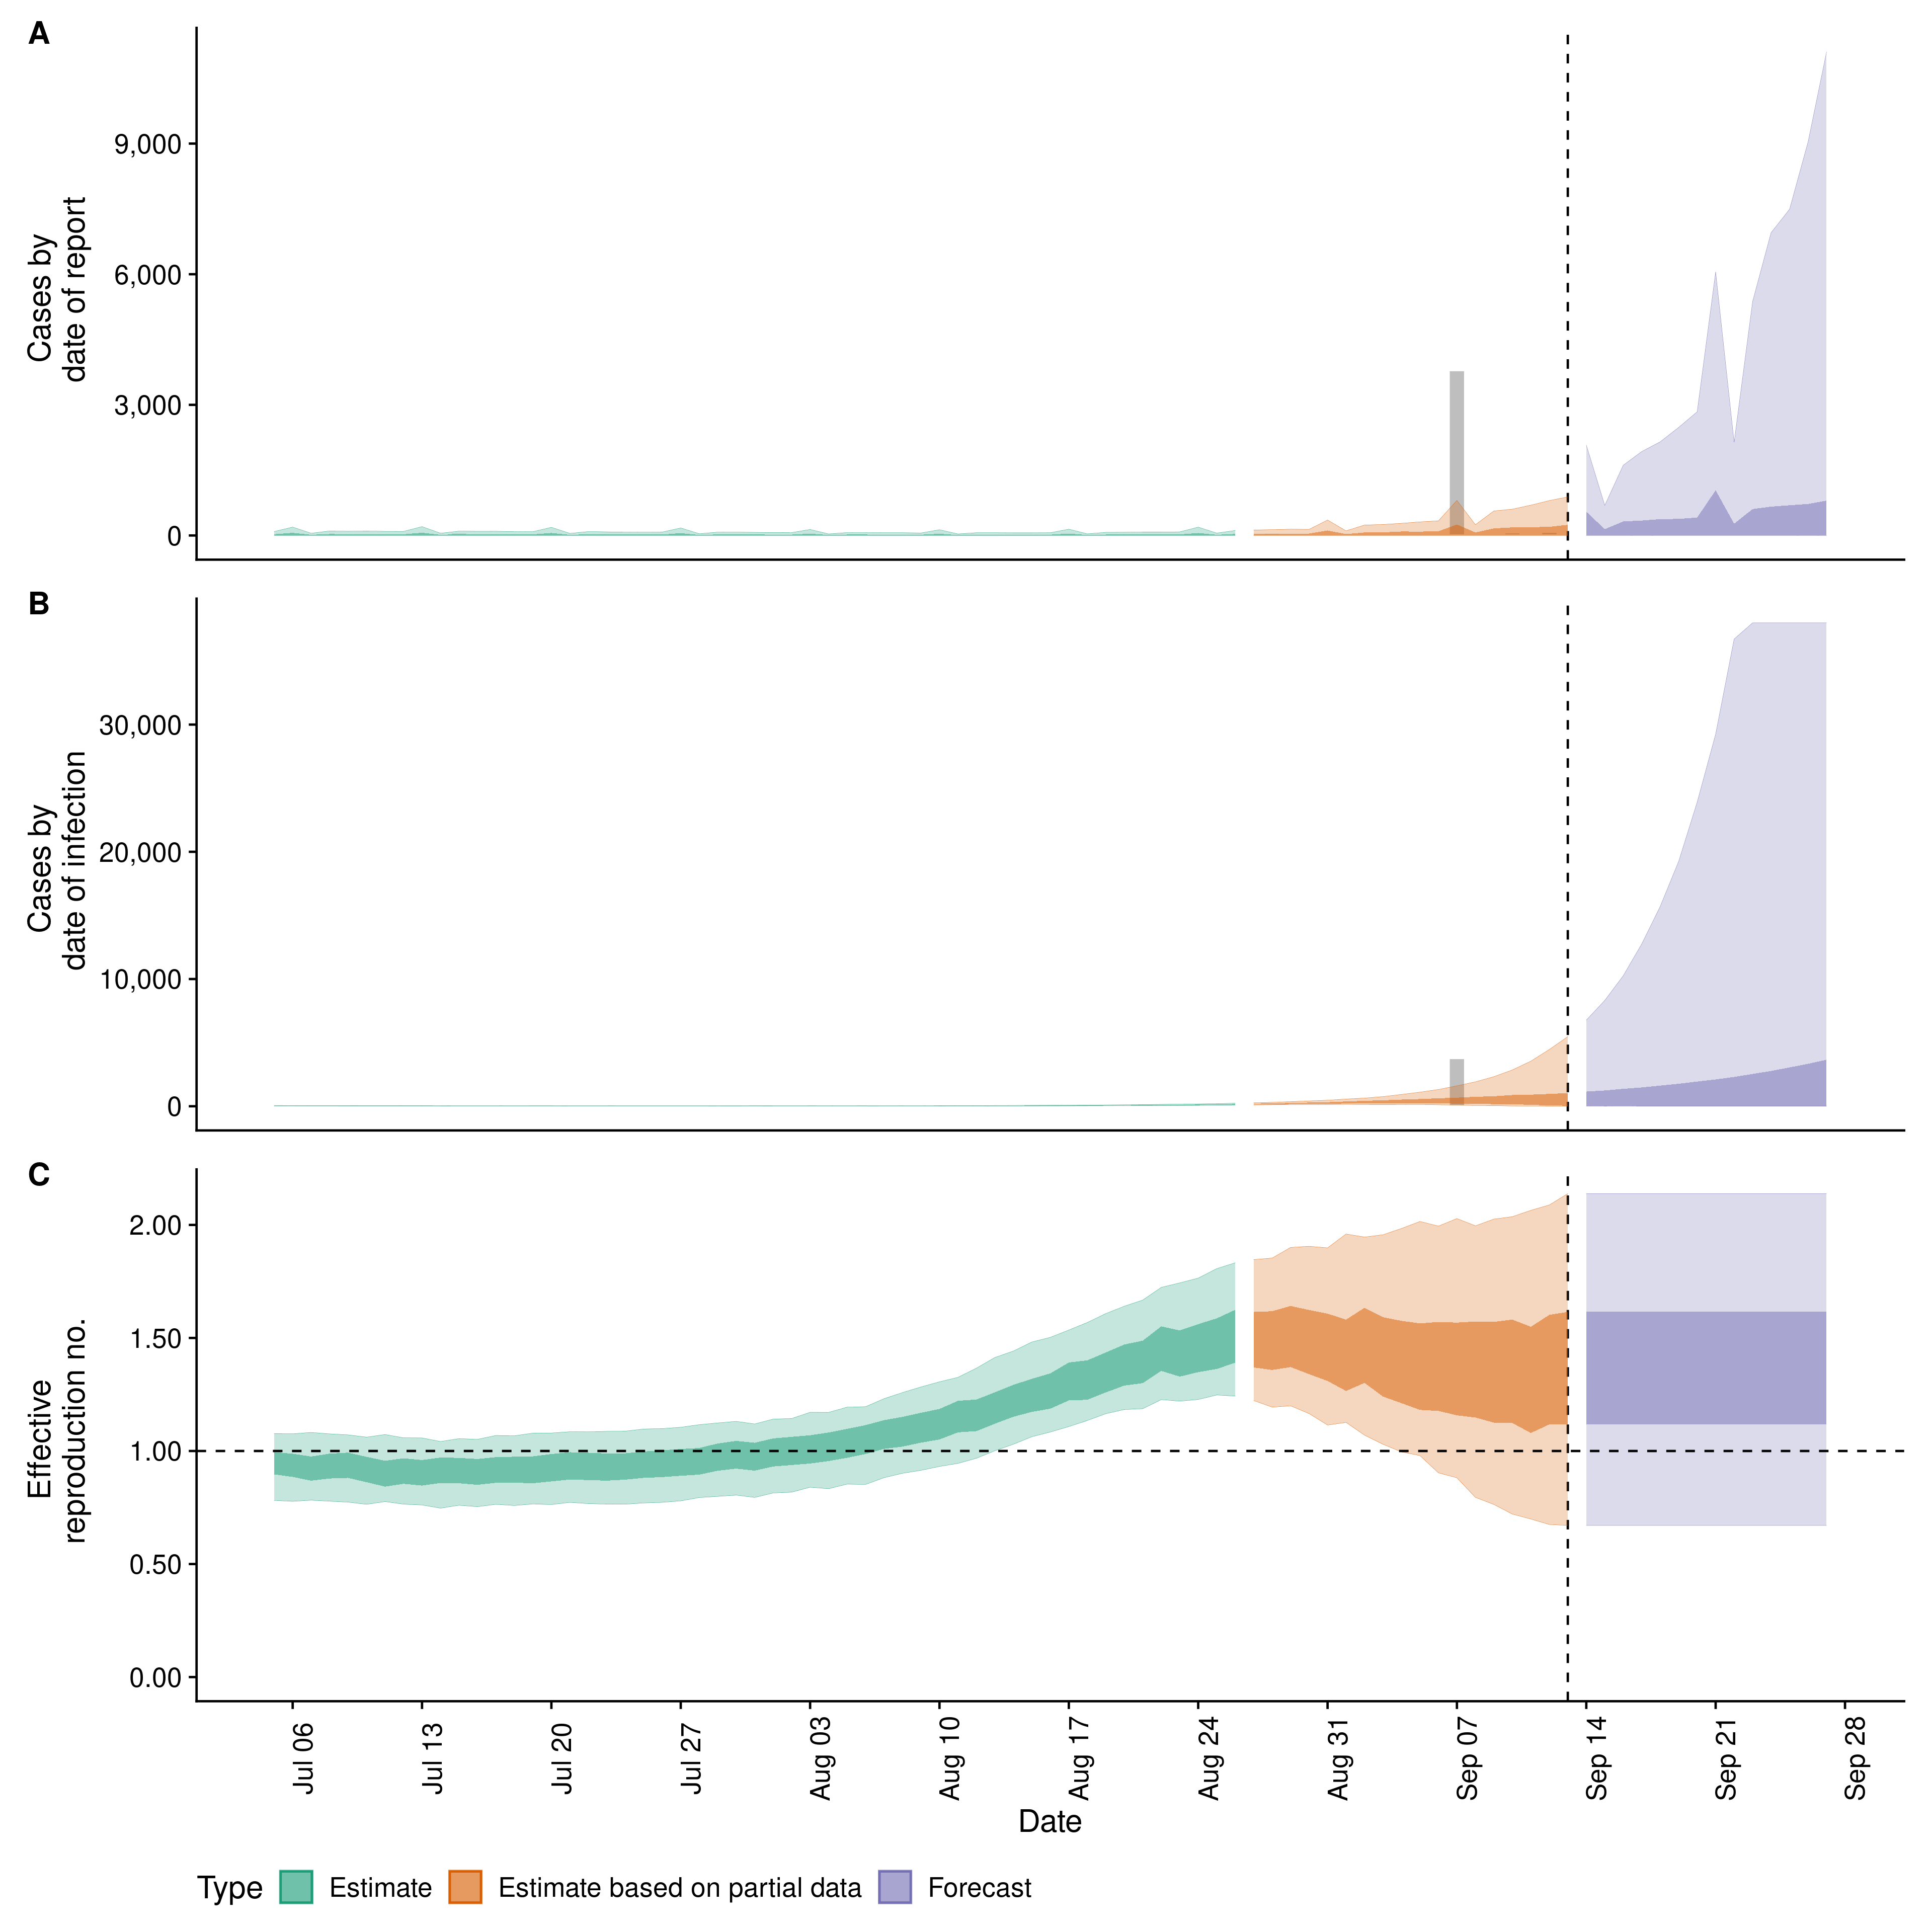 A
Cases by
date of report
9,000
6,000
3,000
0
B
Cases by
date of infection
30,000
20,000
10,000
0
C
Effective
reproduction no.
2.00
1.50
1.00
0.50
0.00
Jul 06
Jul 13
Jul 20
Jul 27
Aug 03
Aug 10
Aug 17
Aug 24
Aug 31
Sep 07
Sep 14
Sep 21
Sep 28
Date
Type Estimate Estimate based on partial data Forecast